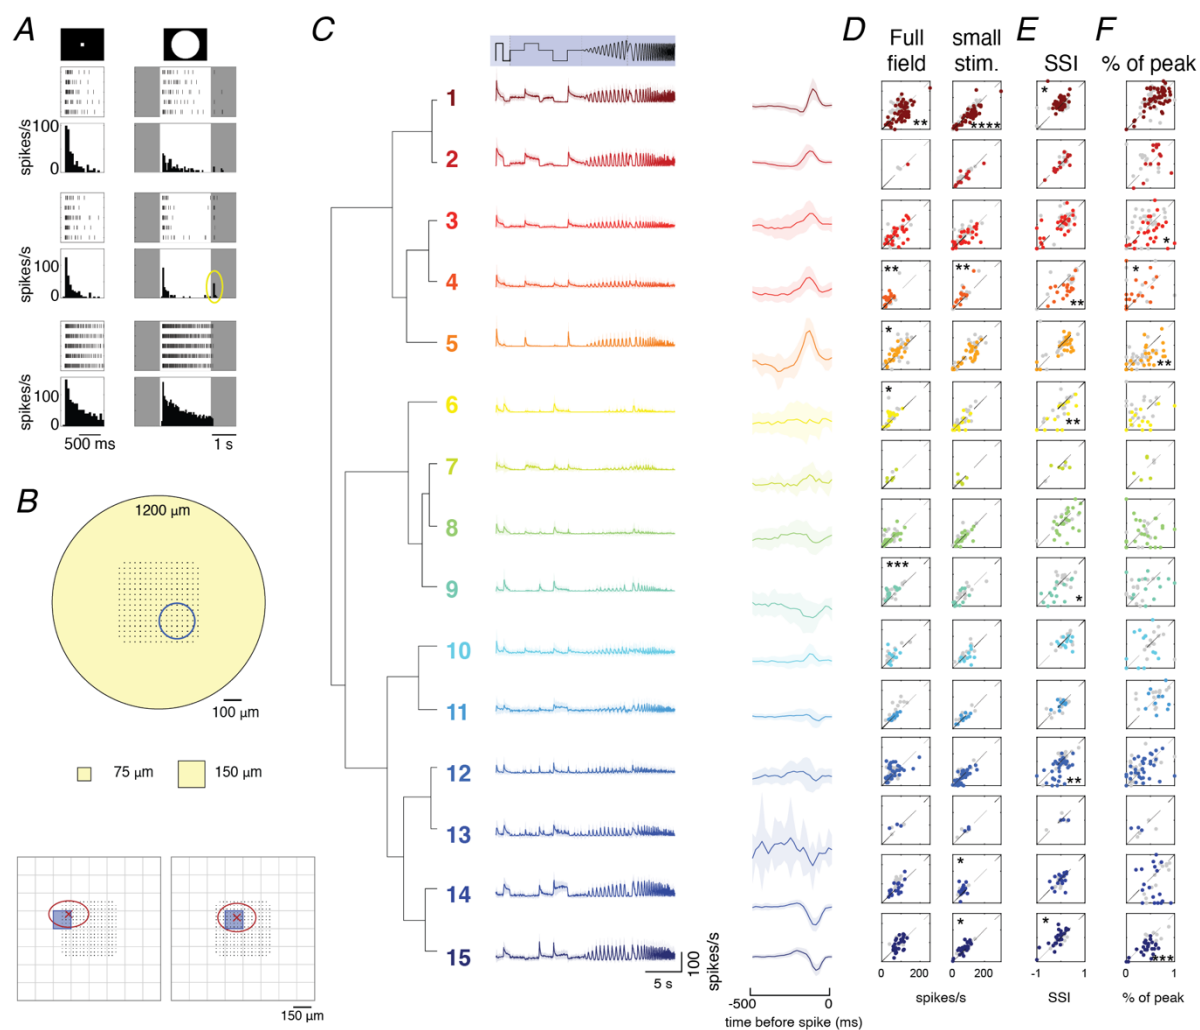 A
spikes/s
100
0
spikes/s
100
0
spikes/s
100
0
500 ms
1 s
B
1200 µm
100 µm
75 µm
150 µm
150 µm
C
1
2
3
4
5
6
7
8
9
10
11
12
13
14
15
5 s
100
spikes/s
-500
0
time before spike (ms)
D
E
F
Full
field
small
stim.
SSI
% of peak
**
****
*
*
**
**
**
*
*
**
*
**
***
*
**
*
*
*
***
0
200
0
200
-1
1
0
1
spikes/s
SSI
% of peak